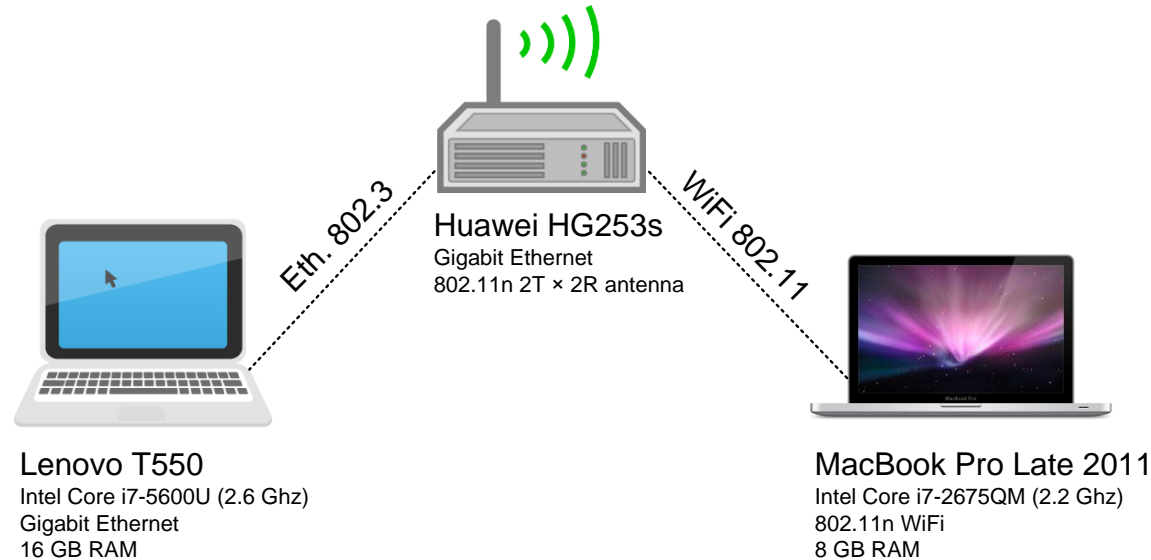 Eth. 802.3
WiFi 802.11
Huawei HG253s
Gigabit Ethernet
802.11n 2T × 2R antenna
MacBook Pro
Lenovo T550
Intel Core i7-5600U (2.6 Ghz)
Gigabit Ethernet
16 GB RAM
MacBook Pro Late 2011
Intel Core i7-2675QM (2.2 Ghz)
802.11n WiFi
8 GB RAM